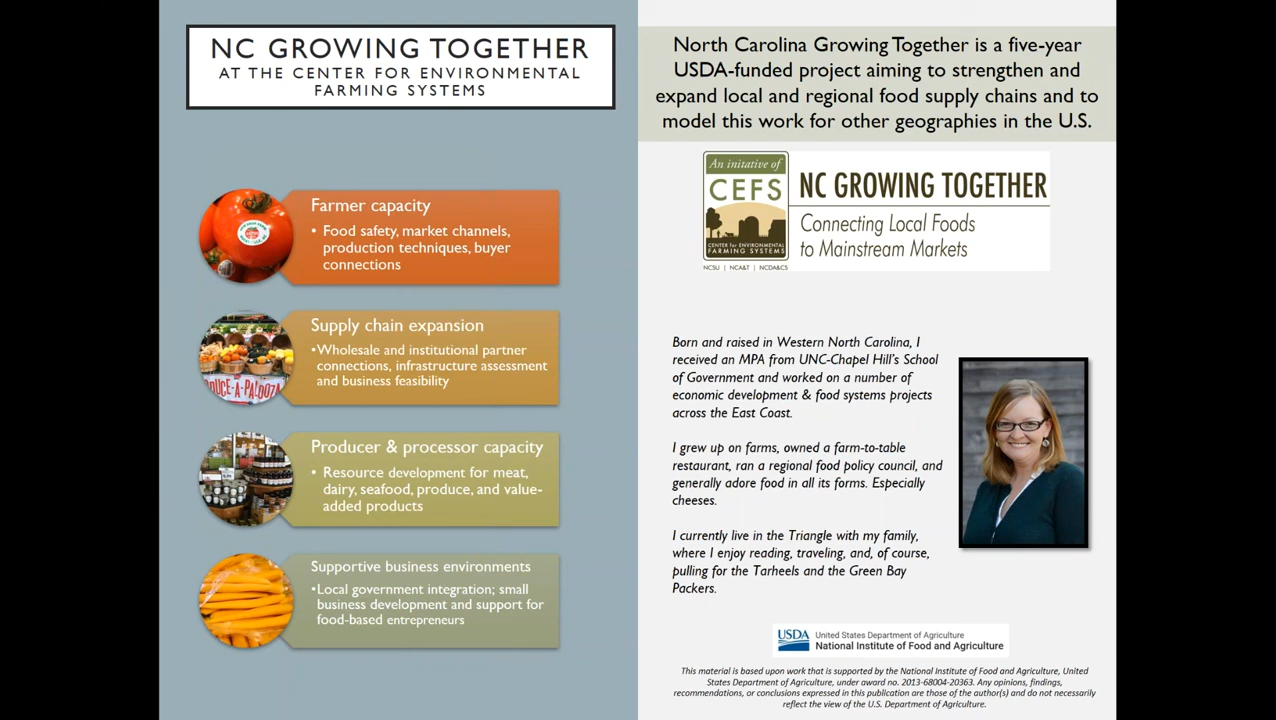 NC GROWING TOGETHER
AT THE CENTER FOR ENVIRONMENTAL
FARMING SYSTEMS
Farmer capacity
• Food safety, market channels,
production techniques, buyer
connections
Supply chain expansion
•Wholesale and institutional partner
connections, infrastructure assessment
and business feasibility
DUCE-A-PALOOZA
Producer & processor capacity
• Resource development for meat,
dairy, seafood, produce, and value-
added products
Supportive business environments
•Local government integration; small
business development and support for
food-based entrepreneurs
North Carolina Growing Together is a five-year
USDA-funded project aiming to strengthen and
expand local and regional food supply chains and to
model this work for other geographies in the U.S.
An initative of
CEFS
CENTER for ENVIRONMENTAL
FARMING SYSTEMS
NCSU | NCA&T | NCDA&CS
NC GROWING TOGETHER
Connecting Local Foods
to Mainstream Markets
Born and raised in Western North Carolina, I
received an MPA from UNC-Chapel Hill's School
of Government and worked on a number of
economic development & food systems projects
across the East Coast.
I grew up on farms, owned a farm-to-table
restaurant, ran a regional food policy council, and
generally adore food in all its forms. Especially
cheeses.
I currently live in the Triangle with my family,
where I enjoy reading, traveling, and, of course,
pulling for the Tarheels and the Green Bay
Packers.
USDA
United States Department of Agriculture
National Institute of Food and Agriculture
This material is based upon work that is supported by the National Institute of Food and Agriculture, United
States Department of Agriculture, under award no. 2013-68004-20363. Any opinions, findings,
recommendations, or conclusions expressed in this publication are those of the author(s) and do not necessarily
reflect the view of the U.S. Department of Agriculture.